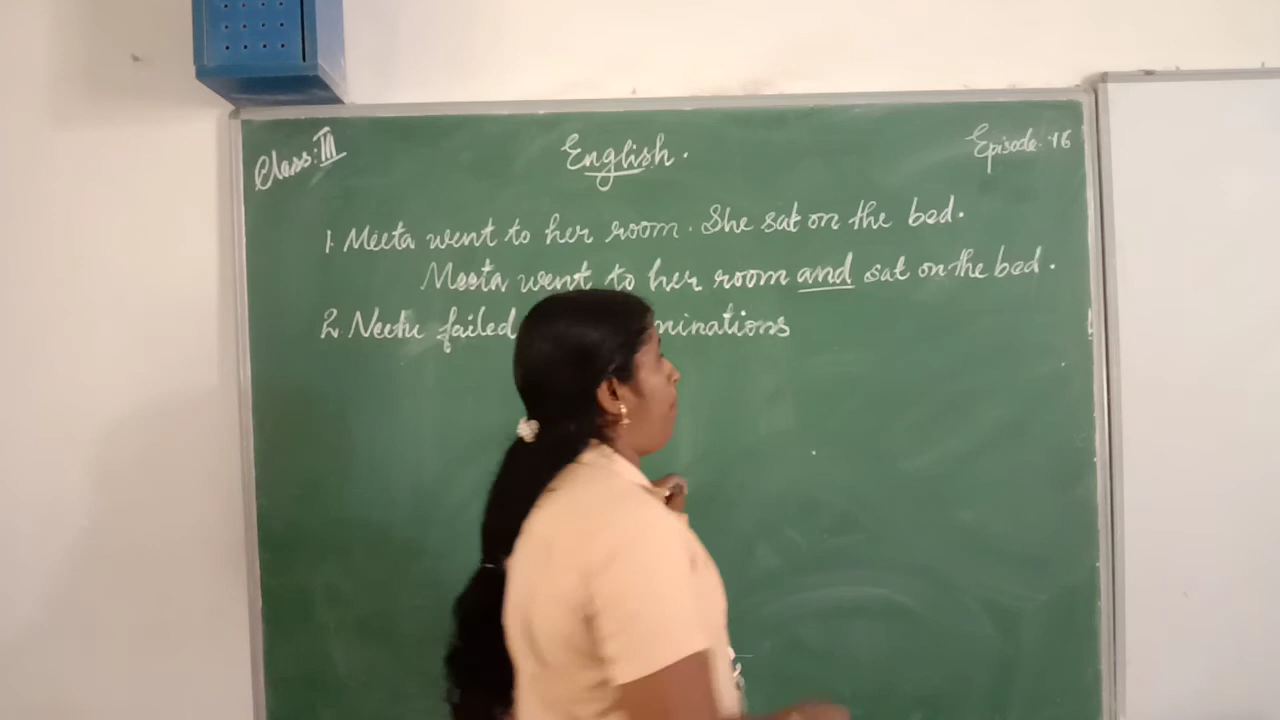 Class: III
English.
Episode: 16
1. Meeta went to her room. She sat on the bed.
Meeta went to her room and sat on the bed.
2. Neetu failed minations